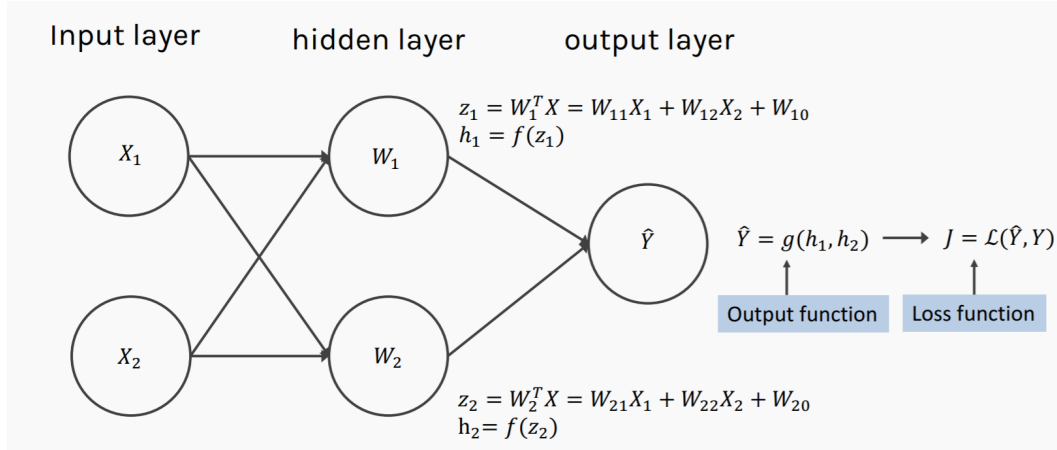 Input layer
hidden layer
output layer
z₁ = W₁ᵀX = W₁₁X₁ + W₁₂X₂ + W₁₀
h₁ = f(z₁)
X₁
W₁
Ŷ
Ŷ = g(h₁, h₂)
J = ℒ(Ŷ, Y)
Output function
Loss function
X₂
W₂
z₂ = W₂ᵀX = W₂₁X₁ + W₂₂X₂ + W₂₀
h₂= f(z₂)